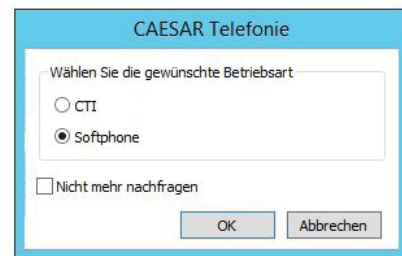 CAESAR Telefonie
Wählen Sie die gewünschte Betriebsart
CTI
Softphone
Nicht mehr nachfragen
OK Abbrechen